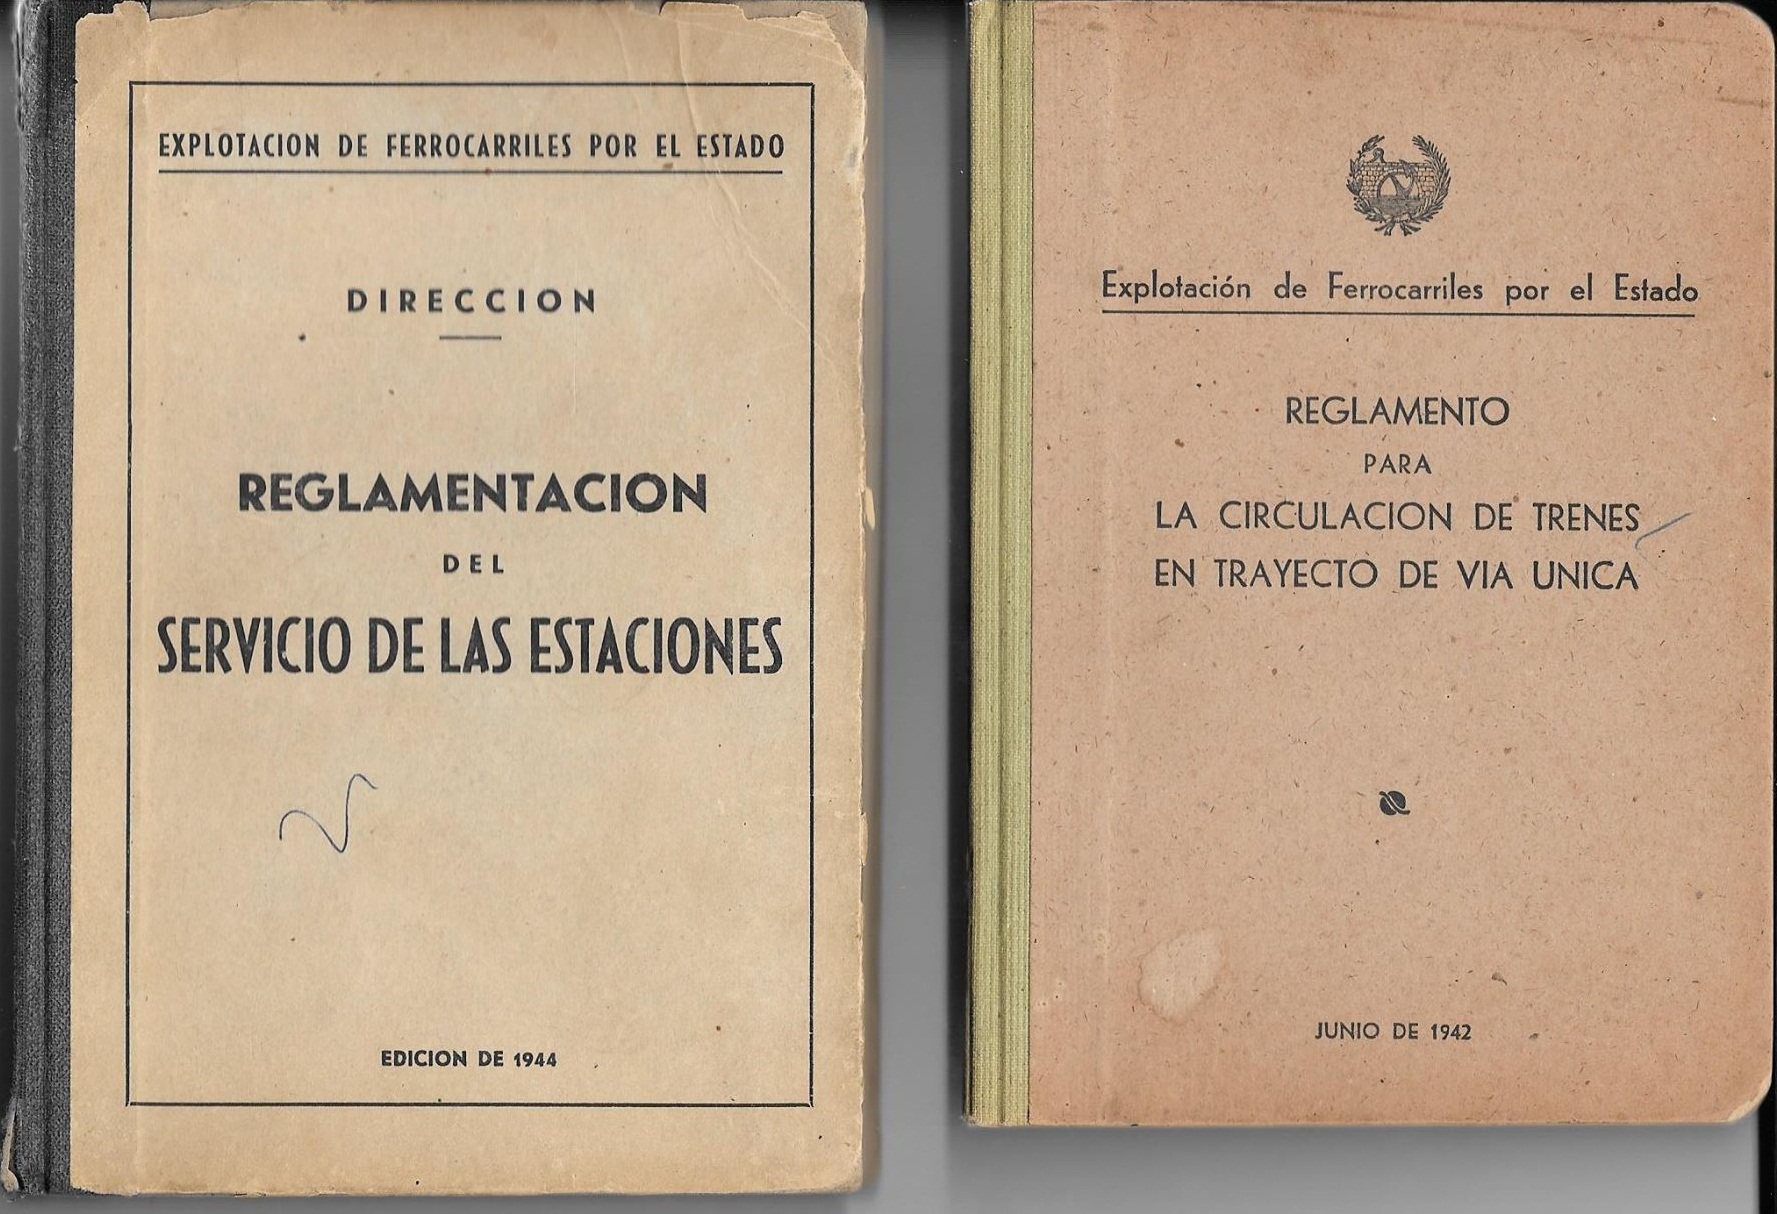 EXPLOTACION DE FERROCARRILES POR EL ESTADO
DIRECCION
REGLAMENTACION
DEL
SERVICIO DE LAS ESTACIONES
EDICION DE 1944
Explotación de Ferrocarriles por el Estado
REGLAMENTO
PARA
LA CIRCULACION DE TRENES
EN TRAYECTO DE VIA UNICA
JUNIO DE 1942